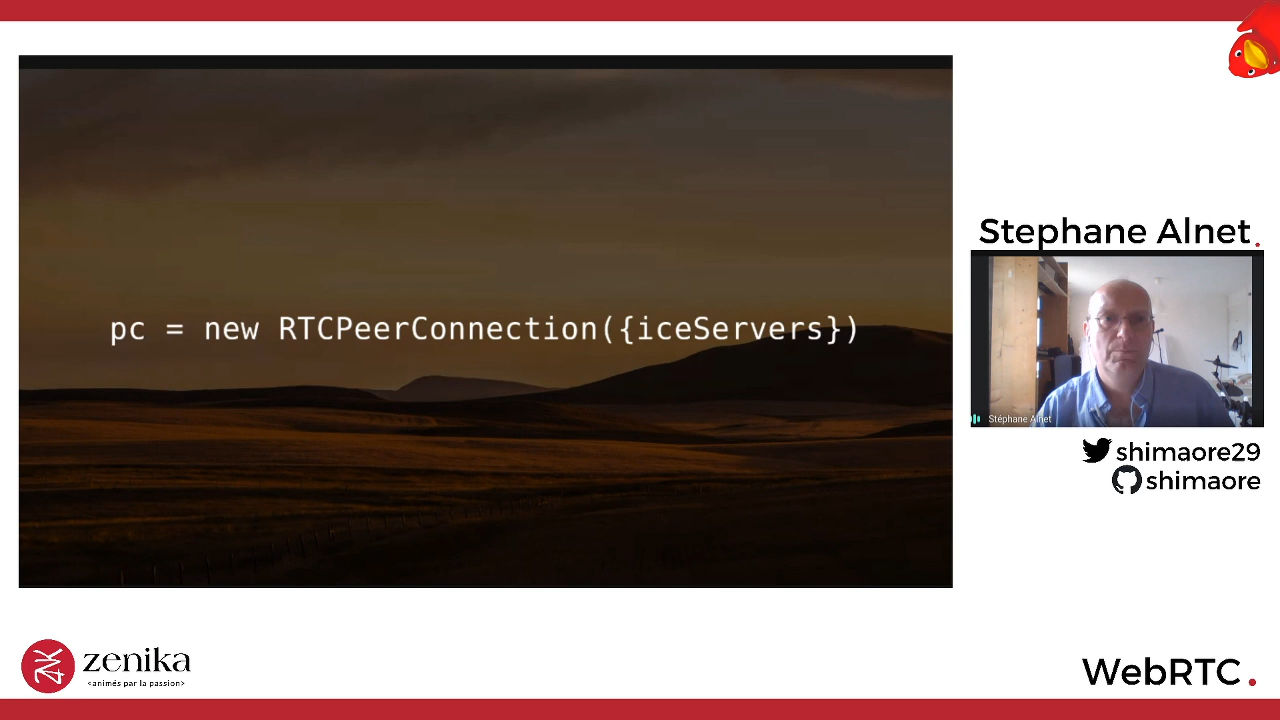 pc = new RTCPeerConnection({iceServers})
Stephane Alnet.
Stéphane Alnet
shimaore29
shimaore
zenika
<animés par la passion>
WebRTC.